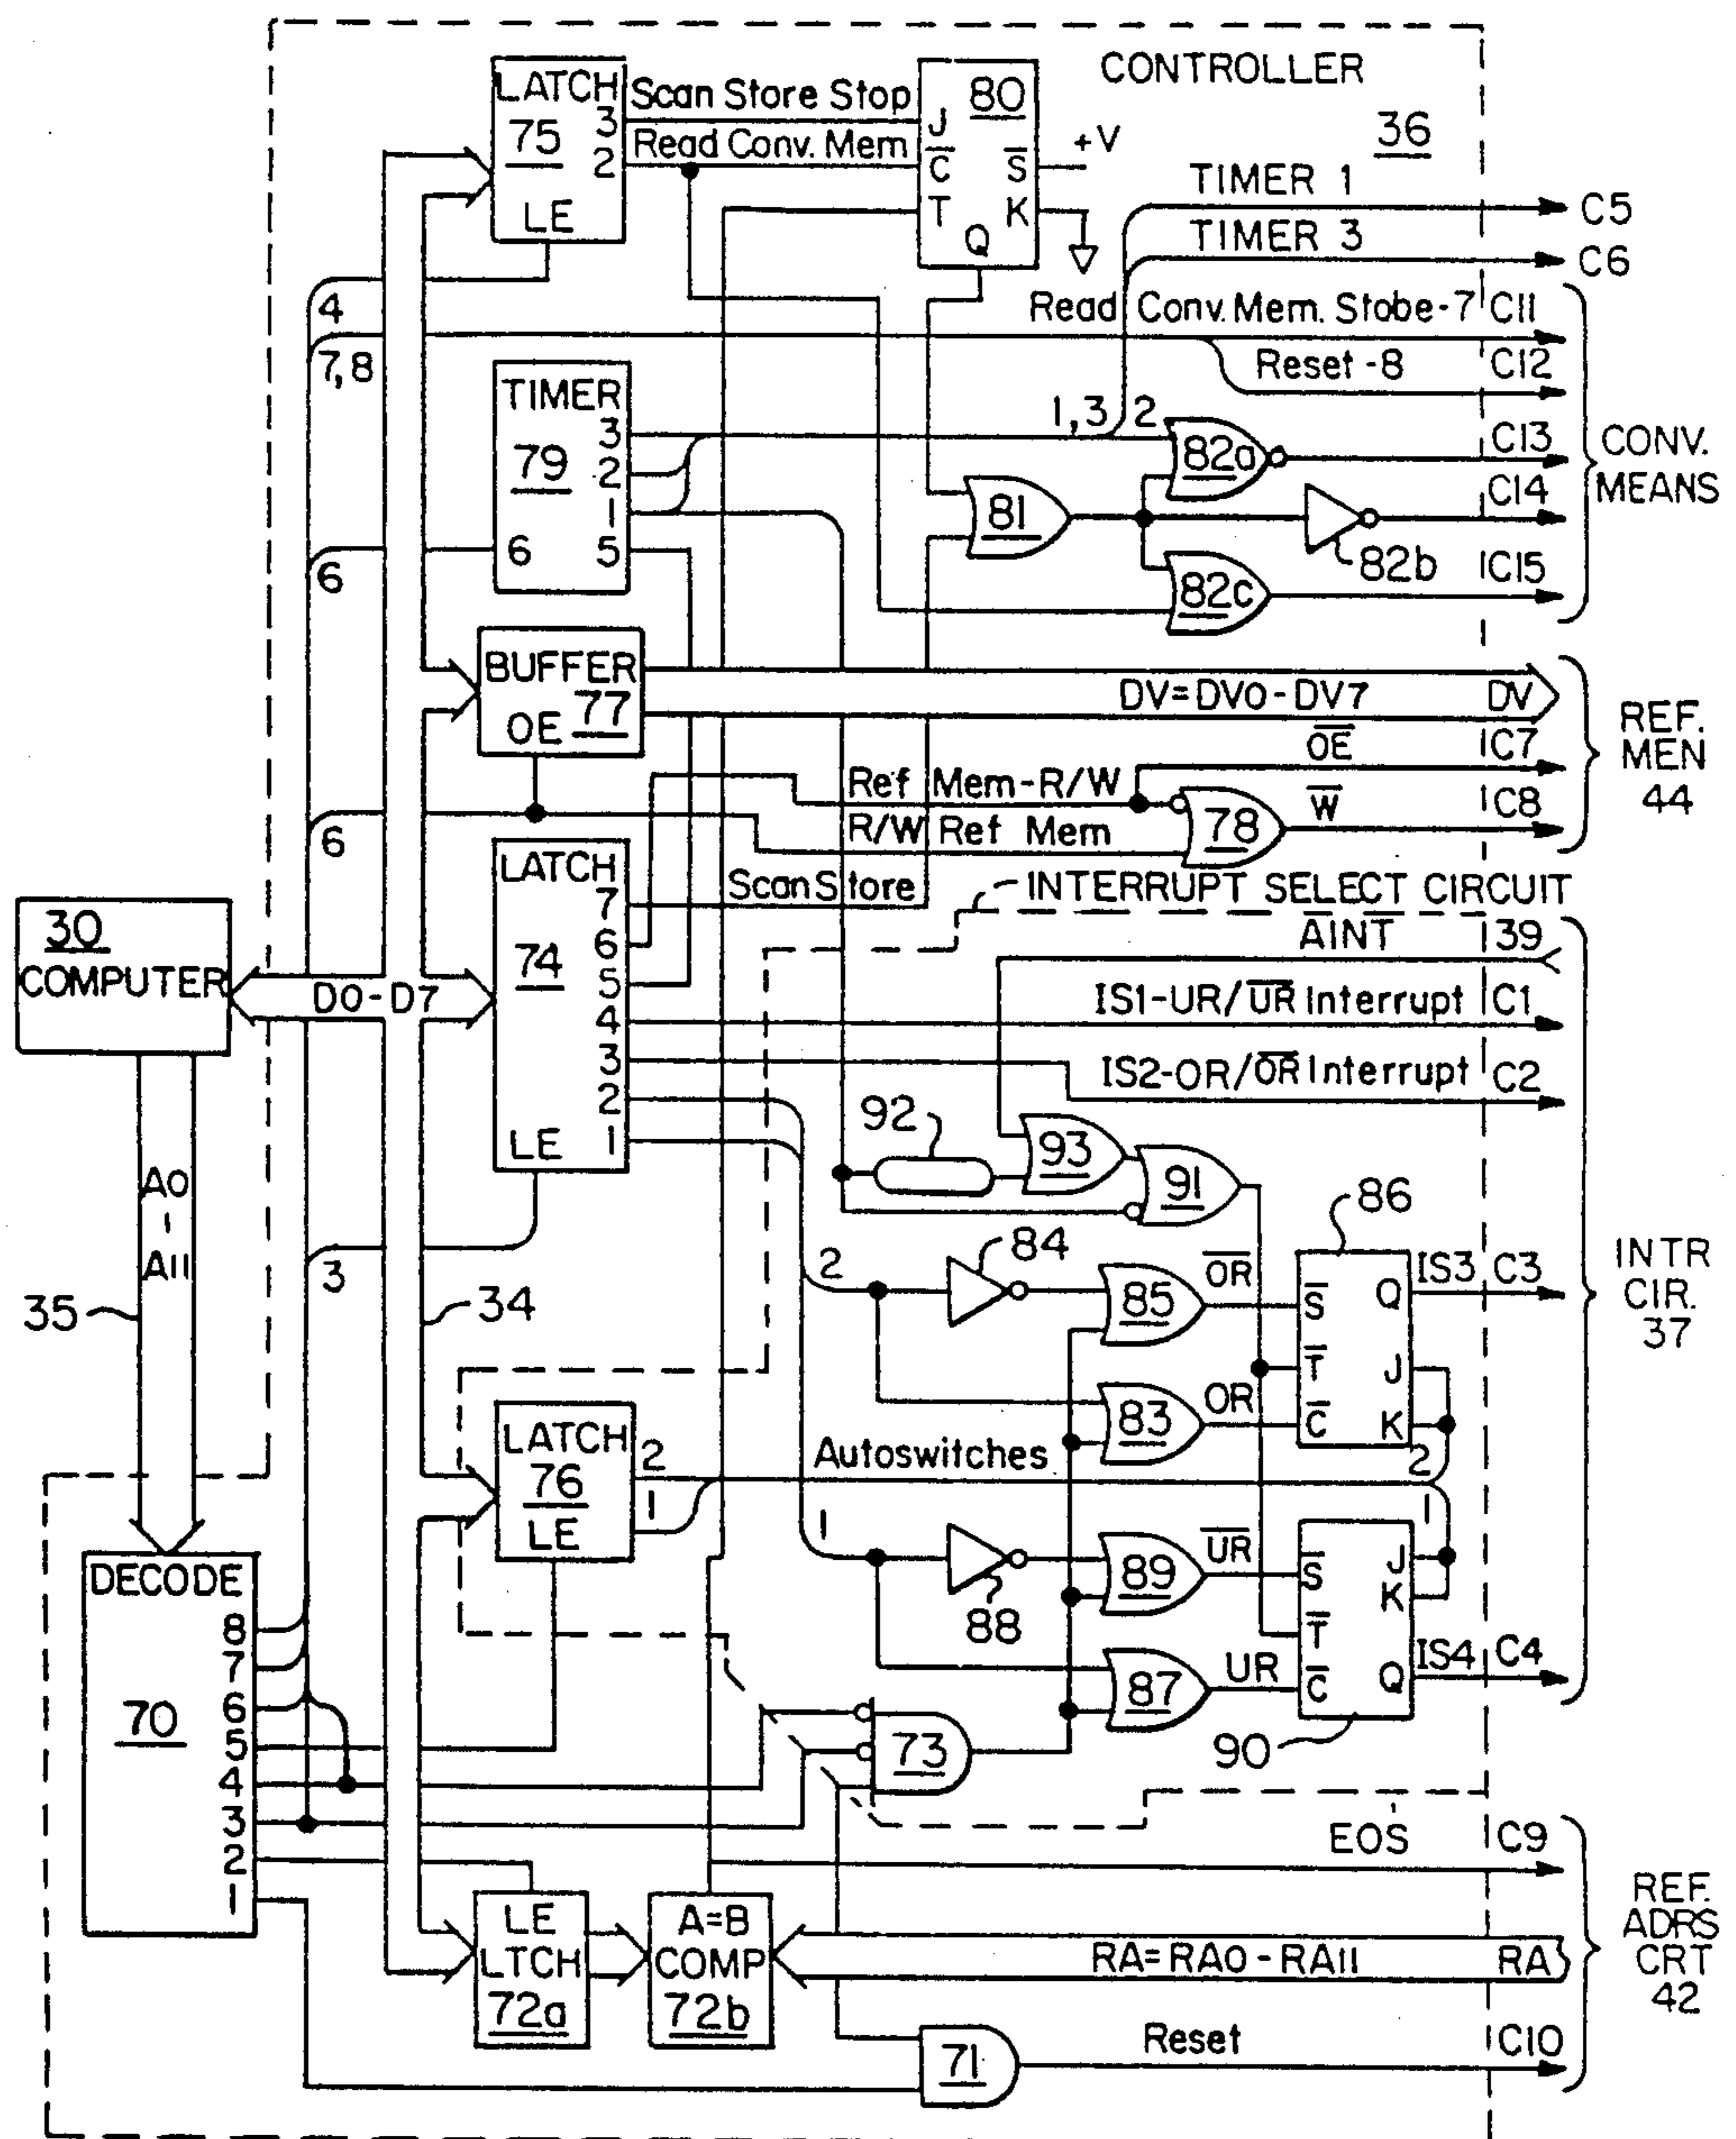 CONTROLLER
36
LATCH
75
3
2
LE
Scan Store Stop
Read Conv. Mem
80
J
C̅
T
S̅
K
Q
+V
TIMER 1
C5
TIMER 3
C6
4
Read Conv. Mem. Stobe-7
C11
7,8
Reset -8
C12
TIMER
79
3
2
1
5
6
6
1,3
2
82a
C13
CONV.
MEANS
81
C14
82b
82c
C15
BUFFER
OE 77
DV=DV0-DV7
DV
REF.
MEN
44
O̅E̅
C7
Ref Mem-R/W
W̅
C8
R/W Ref Mem
78
6
LATCH
74
7
6
5
4
3
2
1
LE
Scan Store
INTERRUPT SELECT CIRCUIT
30
COMPUTER
D0-D7
A̅I̅N̅T̅
39
IS1-UR/U̅R̅ Interrupt
C1
IS2-OR/O̅R̅ Interrupt
C2
92
93
91
A0
-
A11
35
3
34
2
84
85
O̅R̅
86
S̅
T̅
C̅
Q
J
K
IS3
C3
INTR
CIR.
37
83
OR
2
LATCH
76
LE
2
1
Autoswitches
1
1
88
89
U̅R̅
S̅
T̅
C̅
J
K
Q
IS4
C4
87
UR
90
DECODE
70
8
7
6
5
4
3
2
1
73
EOS
C9
LE
LTCH
72a
A=B
COMP
72b
RA=RA0-RA11
RA
REF.
ADRS
CRT
42
71
Reset
C10